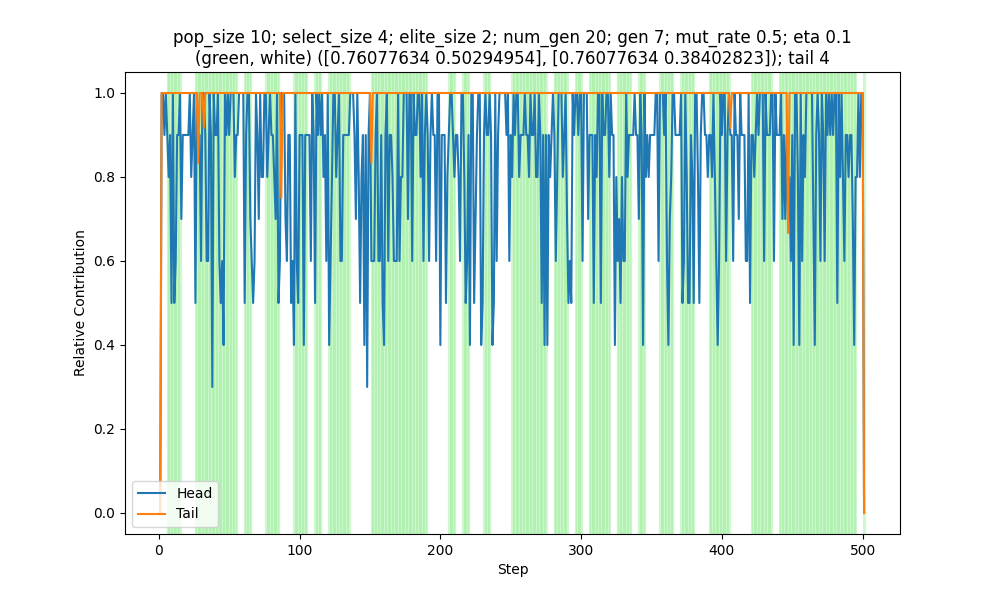 pop_size 10; select_size 4; elite_size 2; num_gen 20; gen 7; mut_rate 0.5; eta 0.1
(green, white) ([0.76077634 0.50294954], [0.76077634 0.38402823]); tail 4
1.0
0.8
0.6
0.4
0.2
0.0
Relative Contribution
Head
Tail
0 100 200 300 400 500
Step